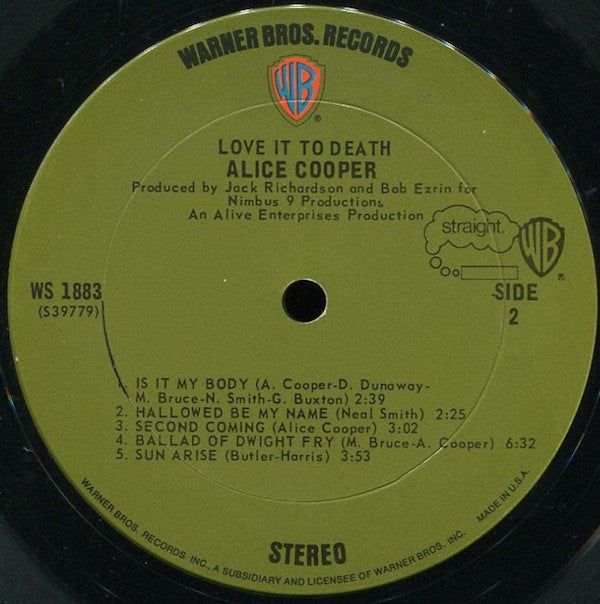 WARNER BROS. RECORDS
WB
®
LOVE IT TO DEATH
ALICE COOPER
Produced by Jack Richardson and Bob Ezrin for
Nimbus 9 Productions
An Alive Enterprises Production
straight.
WB
®
WS 1883
(S39779)
SIDE
2
1. IS IT MY BODY (A. Cooper-D. Dunaway-
M. Bruce-N. Smith-G. Buxton) 2:39
2. HALLOWED BE MY NAME (Neal Smith) 2:25
3. SECOND COMING (Alice Cooper) 3:02
4. BALLAD OF DWIGHT FRY (M. Bruce-A. Cooper) 6:32
5. SUN ARISE (Butler-Harris) 3:53
STEREO
WARNER BROS. RECORDS INC., A SUBSIDIARY AND LICENSEE OF WARNER BROS. INC. MADE IN U.S.A.